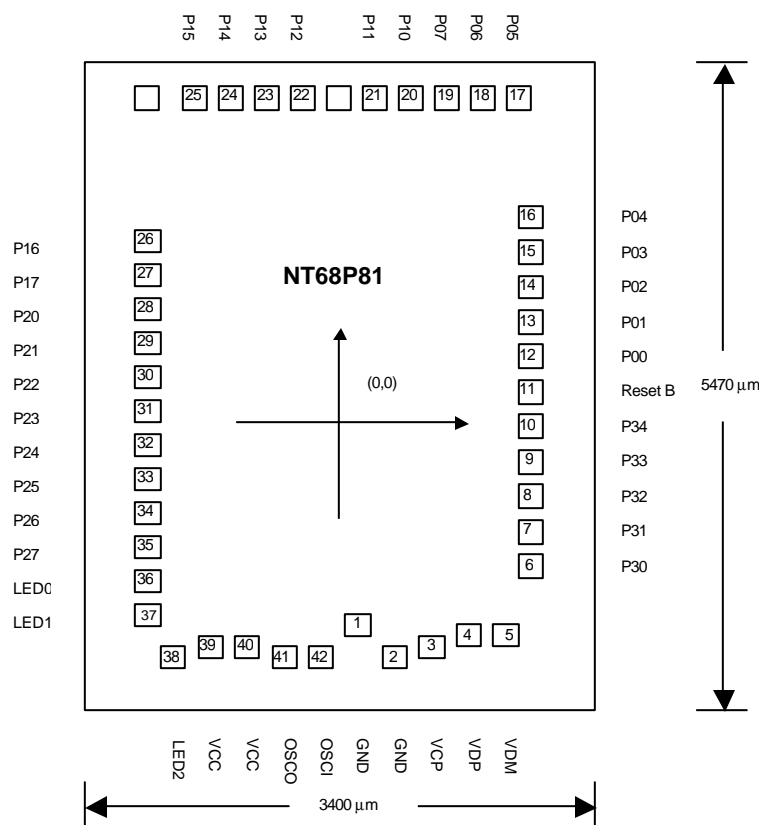 P15 P14 P13 P12 P11 P10 P07 P06 P05
25 24 23 22 21 20 19 18 17
16 P04
P16 26 15 P03
P17 27 NT68P81 14 P02
P20 28 13 P01
P21 29 12 P00
P22 30 (0,0) 11 Reset B 5470 μm
P23 31 10 P34
P24 32 9 P33
P25 33 8 P32
P26 34 7 P31
P27 35 6 P30
LED0 36
LED1 37 1
38 39 40 41 42 2 3 4 5
LED2 VCC VCC OSCO OSCI GND GND VCP VDP VDM
3400 μm